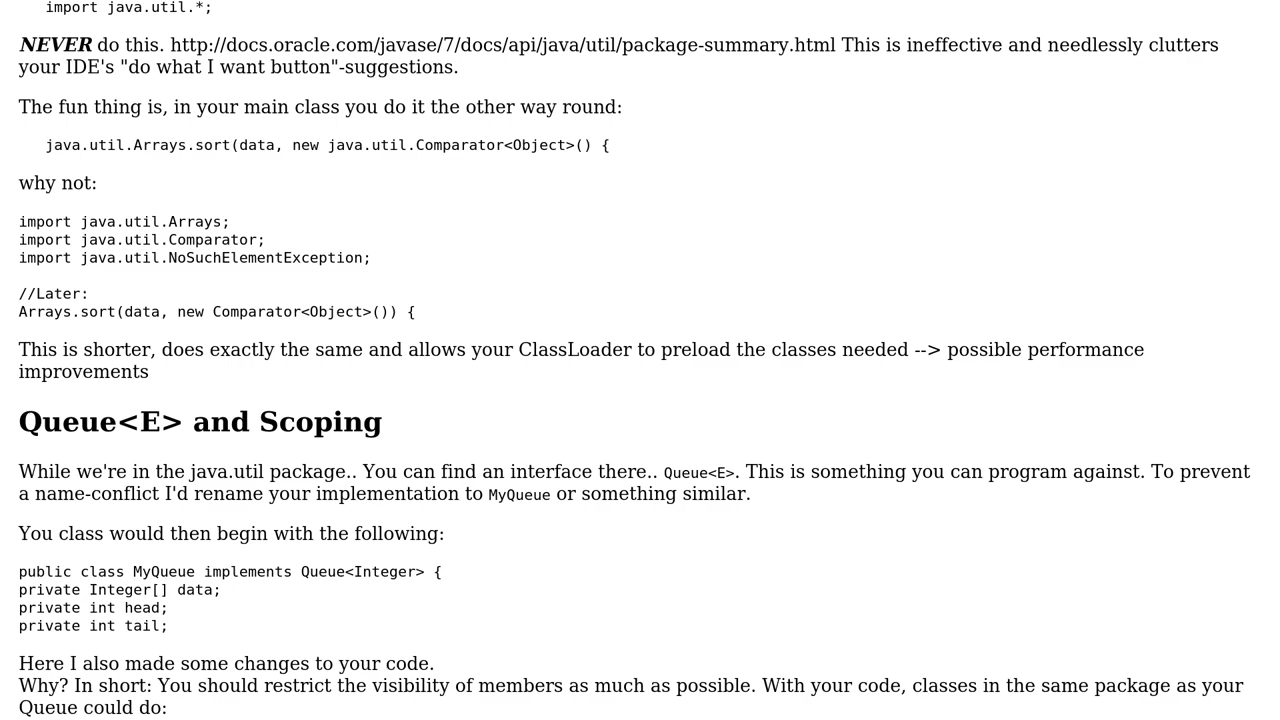 import java.util.*;
NEVER do this. http://docs.oracle.com/javase/7/docs/api/java/util/package-summary.html This is ineffective and needlessly clutters
your IDE's "do what I want button"-suggestions.
The fun thing is, in your main class you do it the other way round:
java.util.Arrays.sort(data, new java.util.Comparator<Object>() {
why not:
import java.util.Arrays;
import java.util.Comparator;
import java.util.NoSuchElementException;
//Later:
Arrays.sort(data, new Comparator<Object>()) {
This is shorter, does exactly the same and allows your ClassLoader to preload the classes needed --> possible performance
improvements
Queue<E> and Scoping
While we're in the java.util package.. You can find an interface there.. Queue<E>. This is something you can program against. To prevent
a name-conflict I'd rename your implementation to MyQueue or something similar.
You class would then begin with the following:
public class MyQueue implements Queue<Integer> {
private Integer[] data;
private int head;
private int tail;
Here I also made some changes to your code.
Why? In short: You should restrict the visibility of members as much as possible. With your code, classes in the same package as your
Queue could do: